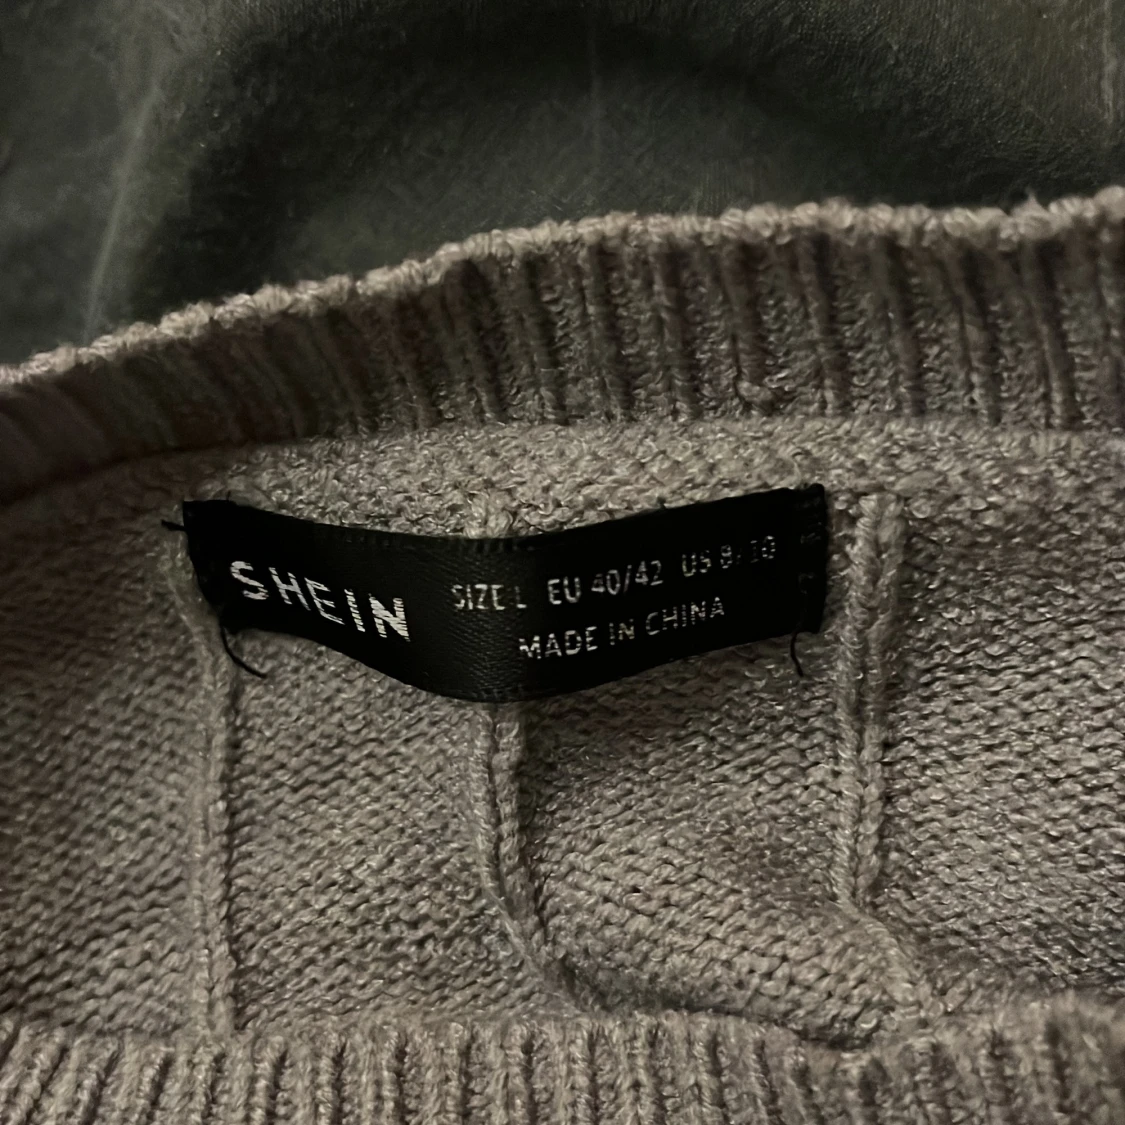 SHEIN
SIZE L EU 40/42 US 8/10
MADE IN CHINA